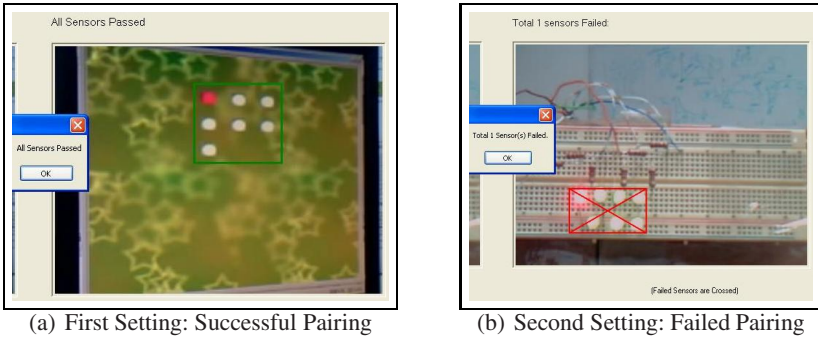 All Sensors Passed
All Sensors Passed
OK
(a) First Setting: Successful Pairing
Total 1 sensors Failed:
Total 1 Sensor(s) Failed.
OK
(Failed Sensors are Crossed)
(b) Second Setting: Failed Pairing